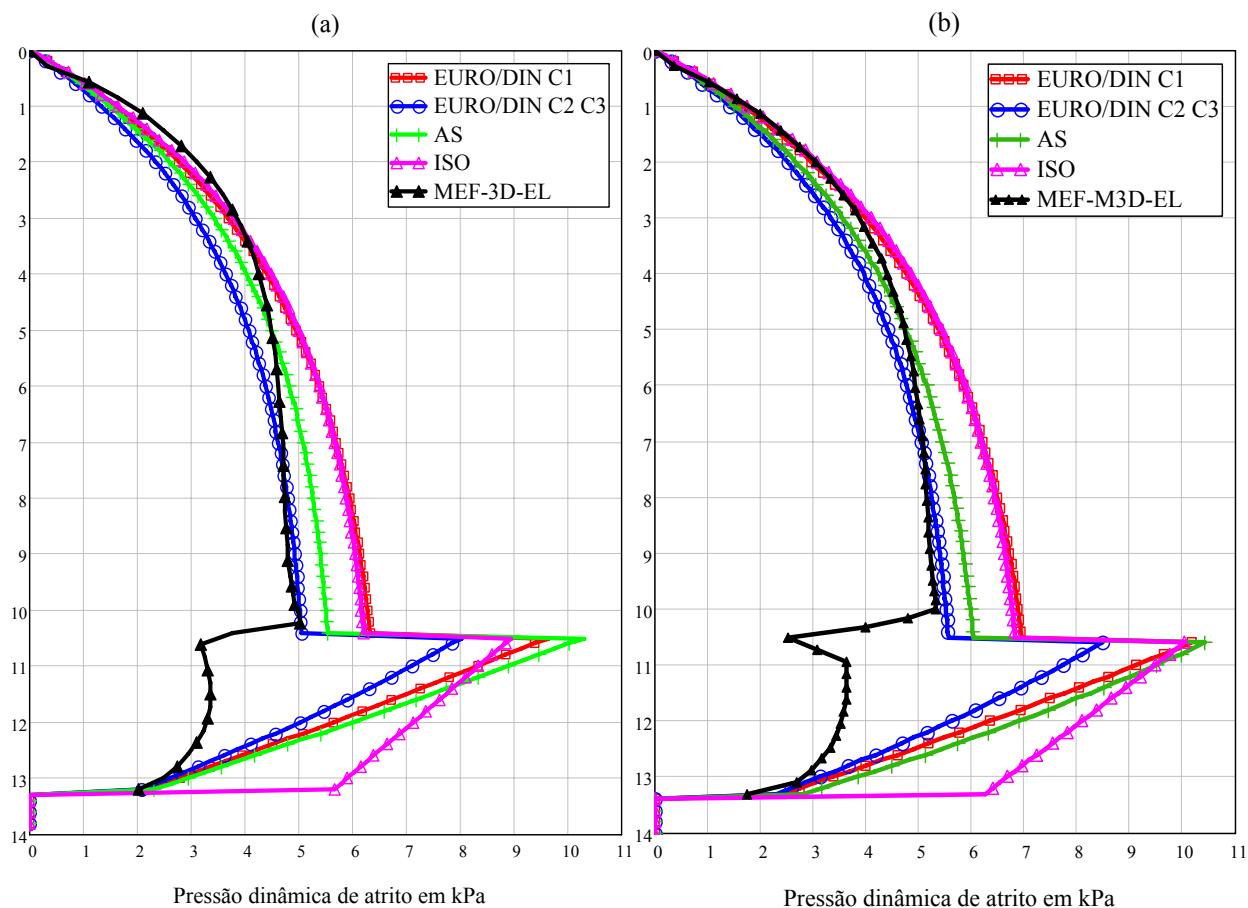 (a)
(b)
EURO/DIN C1
EURO/DIN C2 C3
AS
ISO
MEF-3D-EL
0
1
2
3
4
5
6
7
8
9
10
11
12
13
14
0 1 2 3 4 5 6 7 8 9 10 11
Pressão dinâmica de atrito em kPa
EURO/DIN C1
EURO/DIN C2 C3
AS
ISO
MEF-M3D-EL
0
1
2
3
4
5
6
7
8
9
10
11
12
13
14
0 1 2 3 4 5 6 7 8 9 10 11
Pressão dinâmica de atrito em kPa